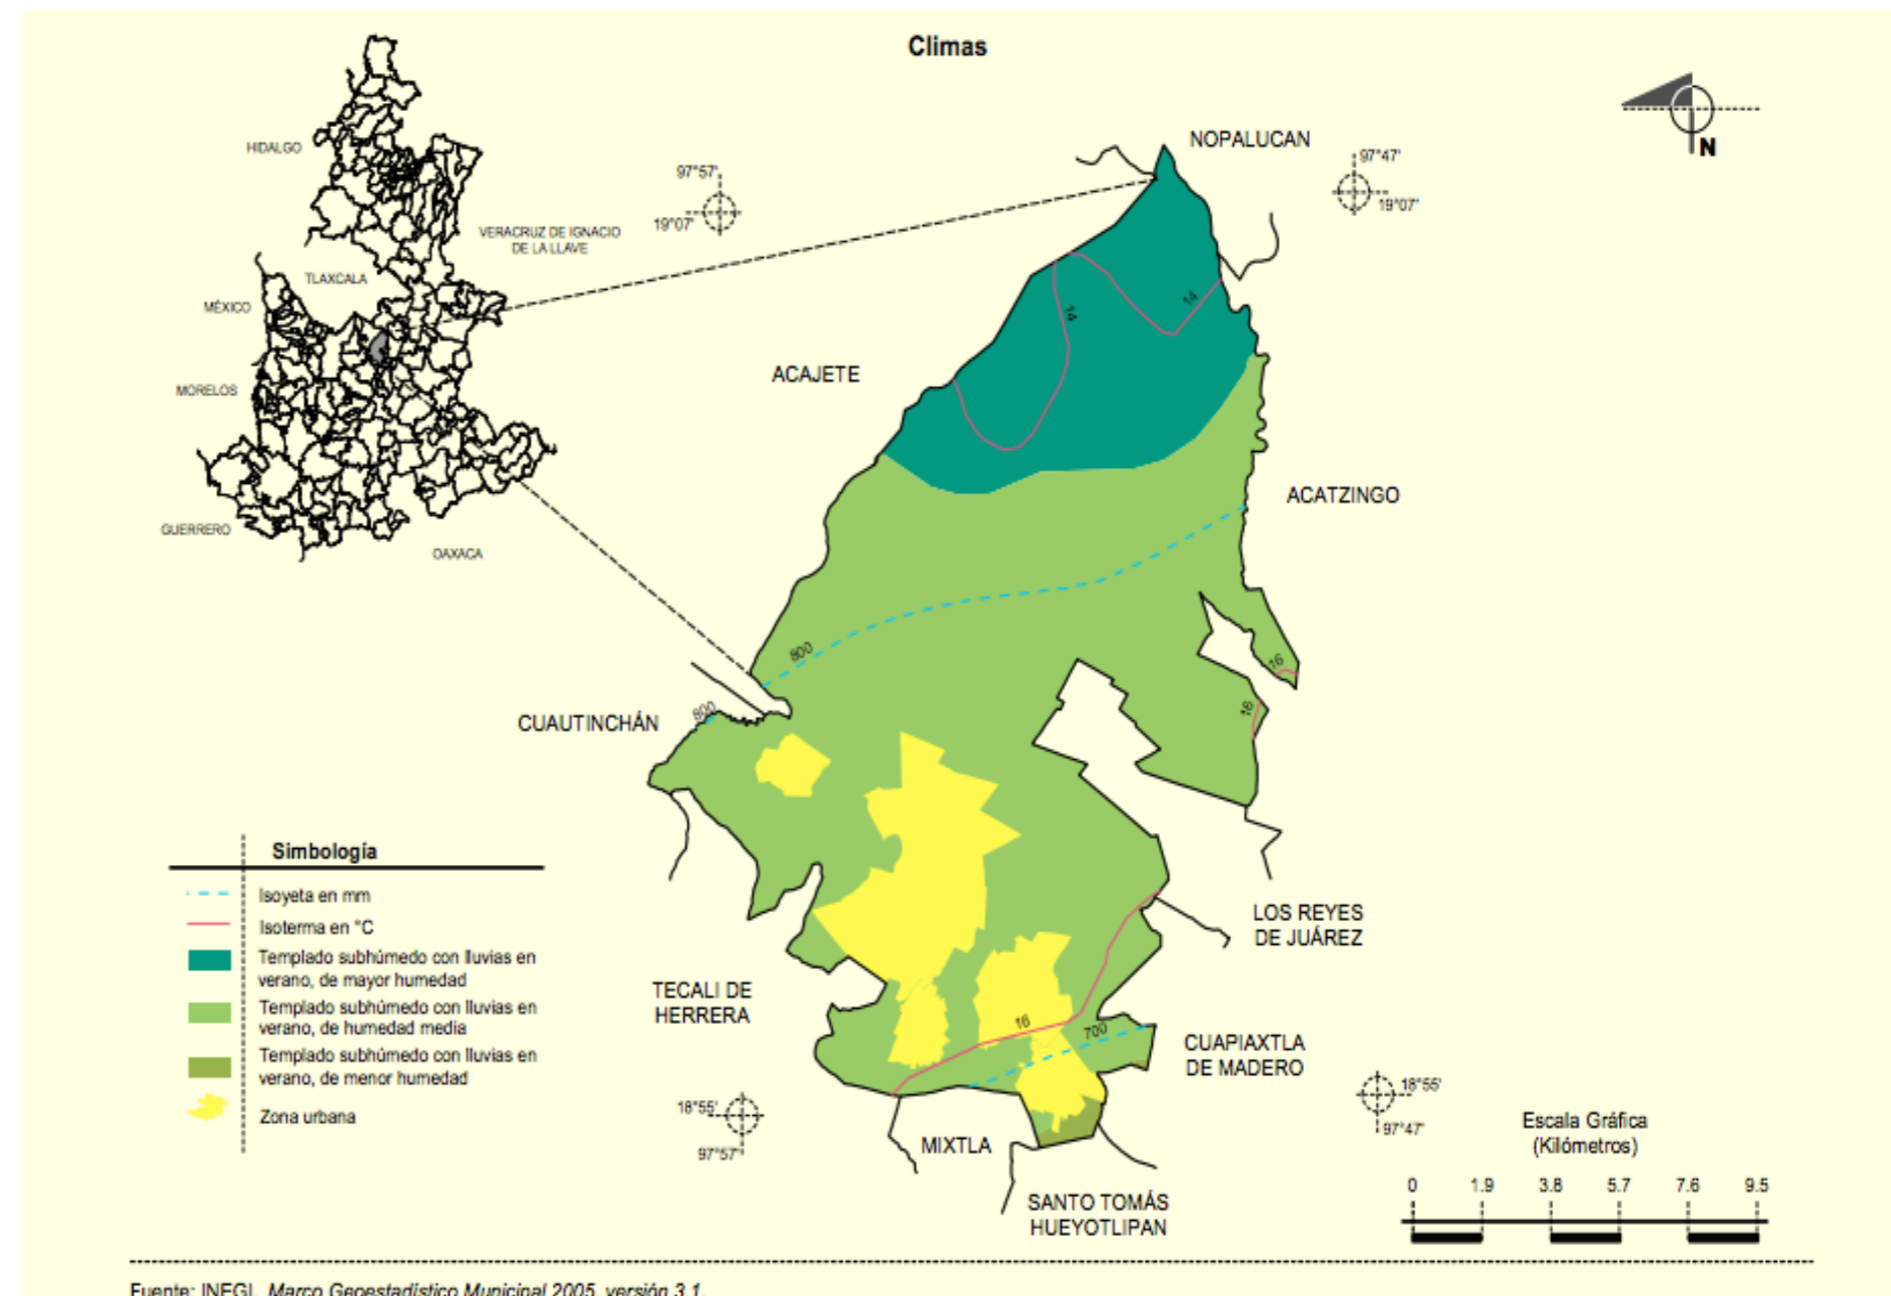 Climas
N
HIDALGO
VERACRUZ DE IGNACIO
DE LA LLAVE
TLAXCALA
MÉXICO
MORELOS
GUERRERO
OAXACA
97°57'
19°07'
NOPALUCAN
97°47'
19°07'
14
14
ACAJETE
ACATZINGO
800
16
16
800
CUAUTINCHÁN
LOS REYES
DE JUÁREZ
TECALI DE
HERRERA
16
700
CUAPIAXTLA
DE MADERO
18°55'
97°57'
MIXTLA
SANTO TOMÁS
HUEYOTLIPAN
18°55'
97°47'
Simbología
Isoyeta en mm
Isoterma en °C
Templado subhúmedo con lluvias en
verano, de mayor humedad
Templado subhúmedo con lluvias en
verano, de humedad media
Templado subhúmedo con lluvias en
verano, de menor humedad
Zona urbana
Escala Gráfica
(Kilómetros)
0 1.9 3.8 5.7 7.6 9.5
Fuente: INEGI. Marco Geoestadístico Municipal 2005, versión 3.1.